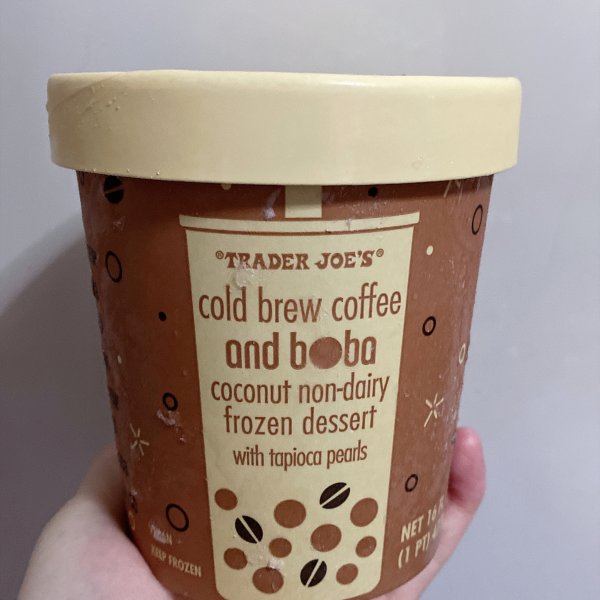 ®TRADER JOE'S®
cold brew coffee
and boba
coconut non-dairy
frozen dessert
with tapioca pearls
KEEP FROZEN
NET 16
(1 PT)